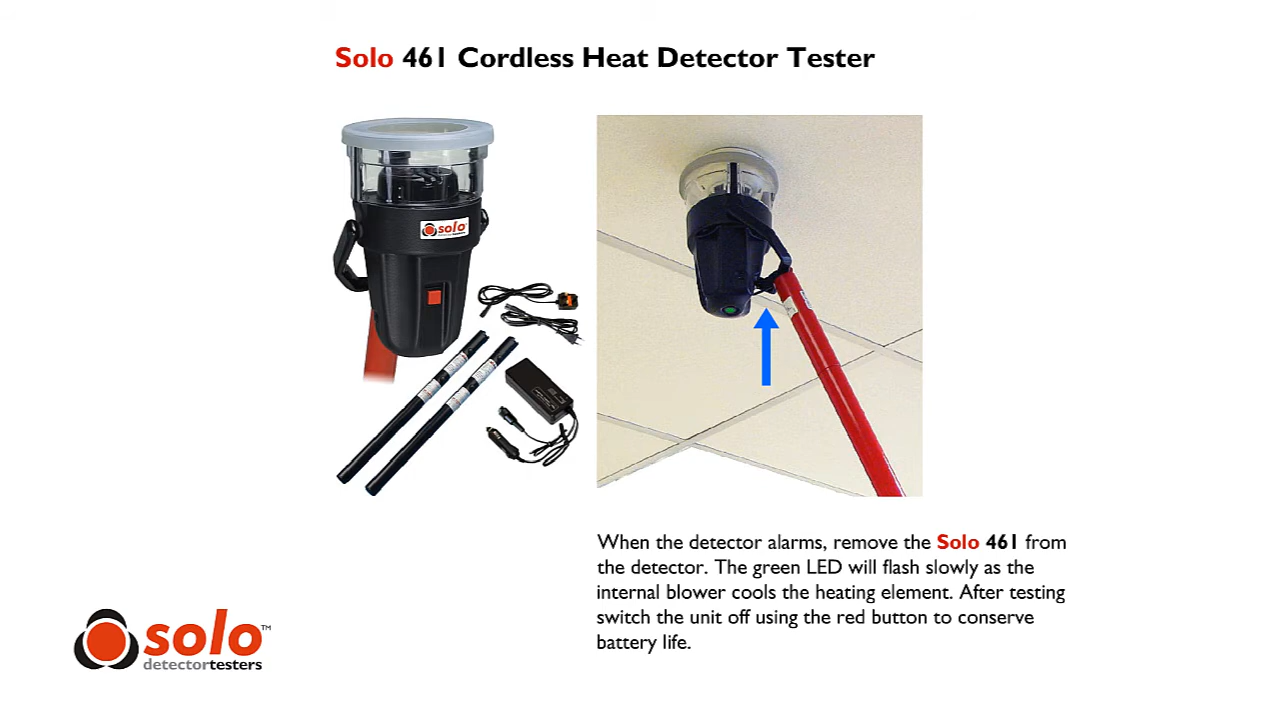 Solo 461 Cordless Heat Detector Tester
solo
When the detector alarms, remove the Solo 461 from
the detector. The green LED will flash slowly as the
internal blower cools the heating element. After testing
switch the unit off using the red button to conserve
battery life.
solo™
detectortesters